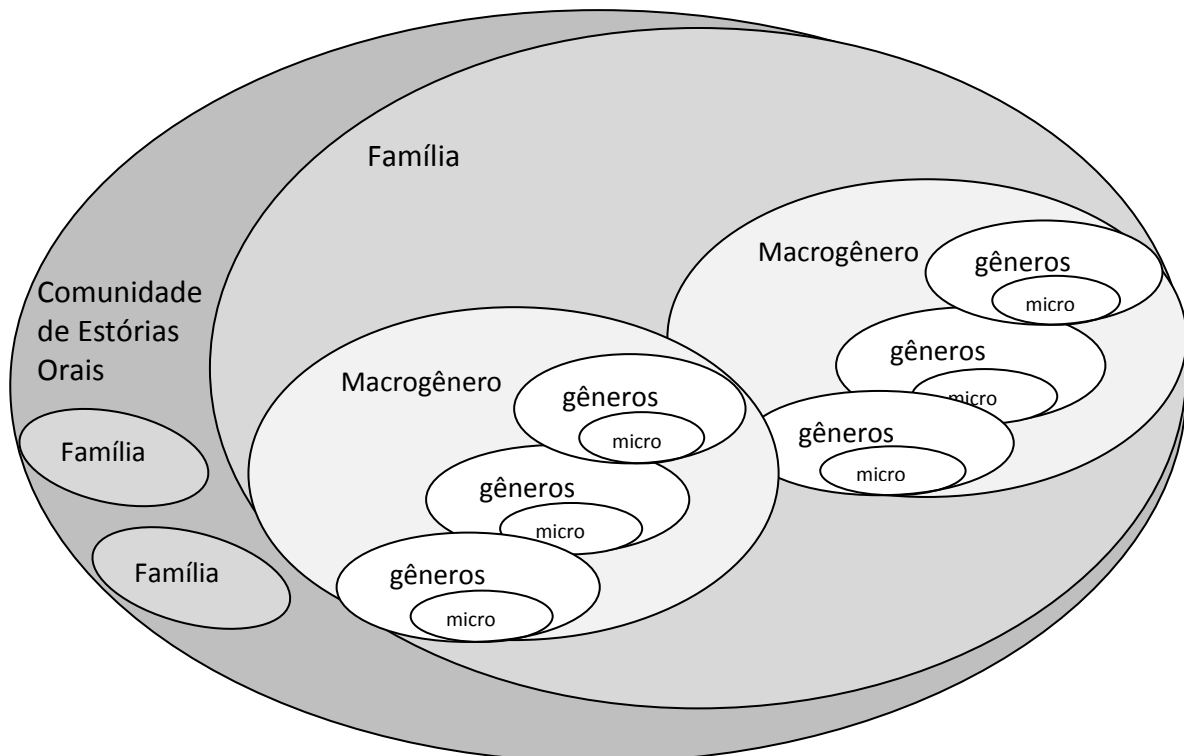 Família
Macrogênero
gêneros
micro
Comunidade
de Estórias
Orais
gêneros
micro
Macrogênero
gêneros
micro
gêneros
micro
Família
gêneros
micro
Família
gêneros
micro